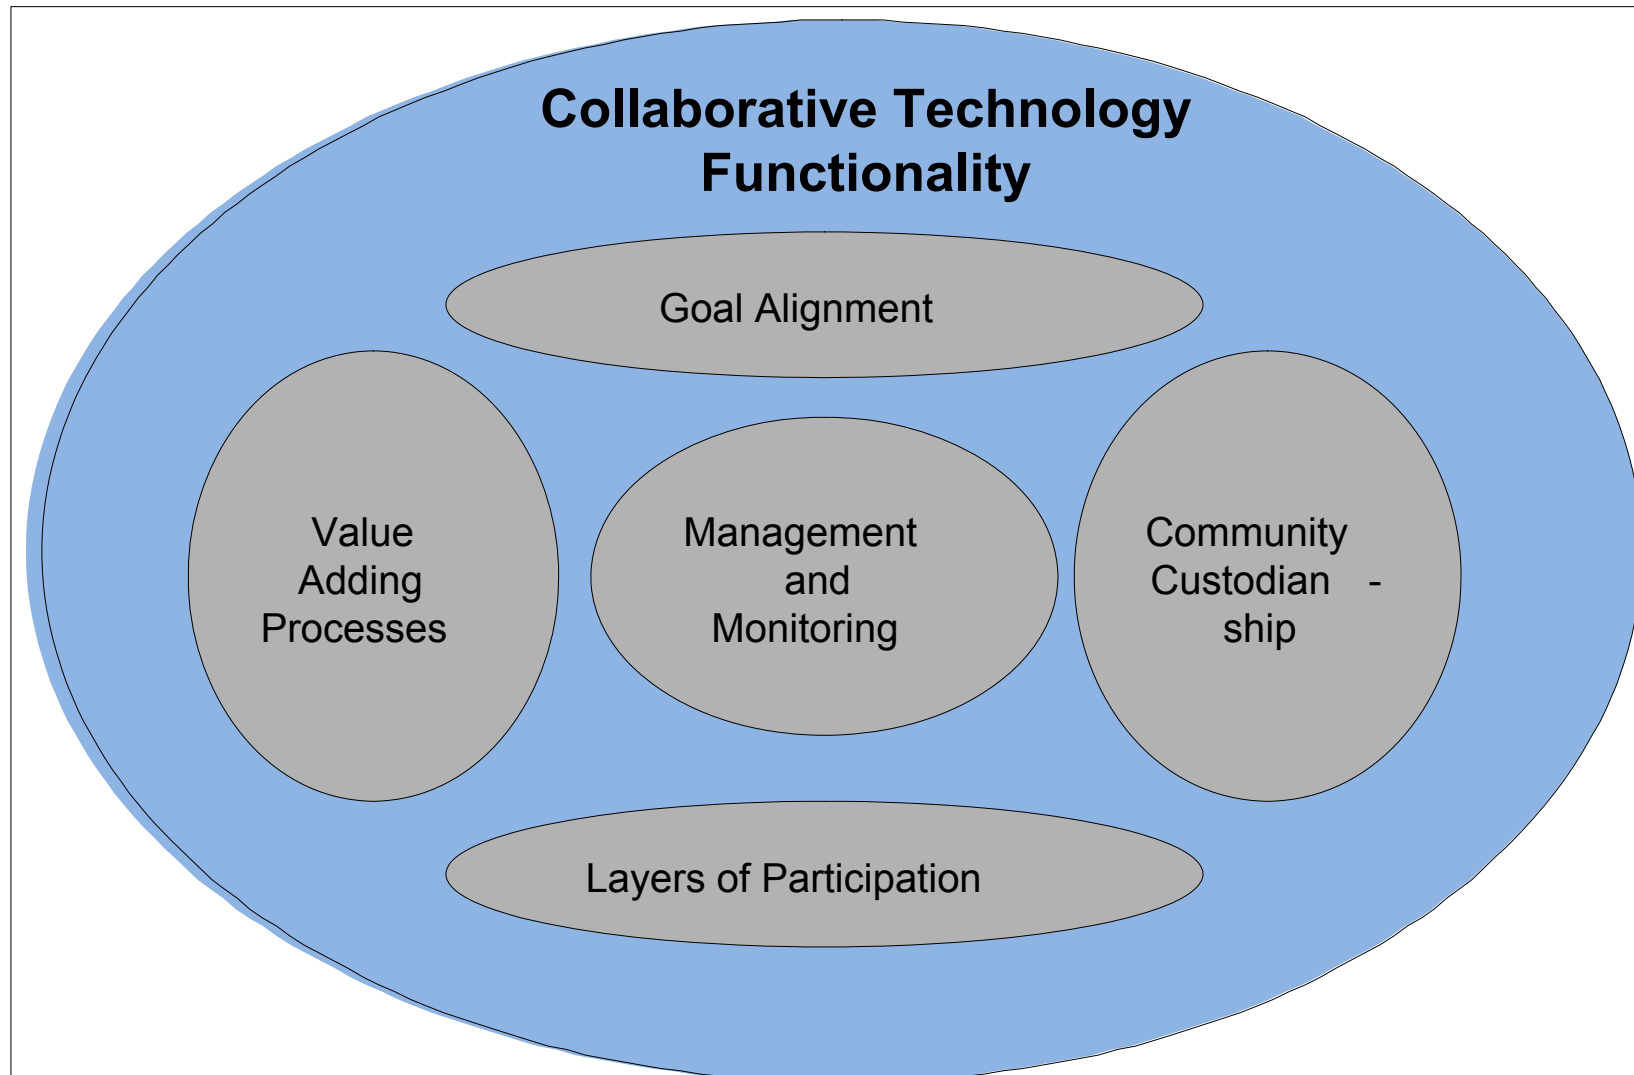 Collaborative Technology
Functionality
Goal Alignment
Value
Adding
Processes
Management
and
Monitoring
Community
Custodian -
ship
Layers of Participation